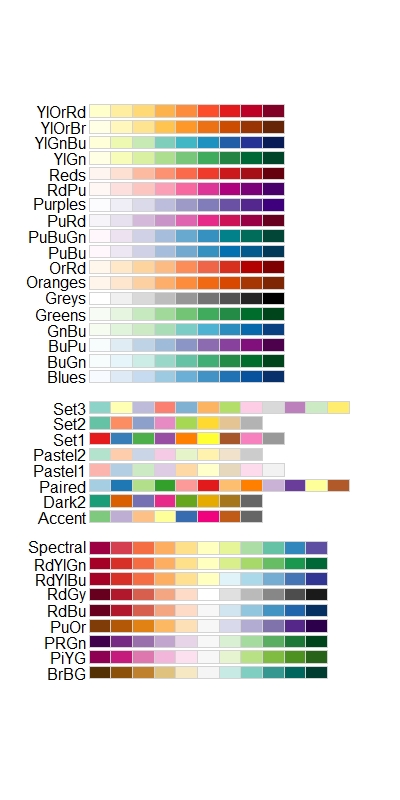 YlOrRd
YlOrBr
YlGnBu
YlGn
Reds
RdPu
Purples
PuRd
PuBuGn
PuBu
OrRd
Oranges
Greys
Greens
GnBu
BuPu
BuGn
Blues
Set3
Set2
Set1
Pastel2
Pastel1
Paired
Dark2
Accent
Spectral
RdYlGn
RdYlBu
RdGy
RdBu
PuOr
PRGn
PiYG
BrBG